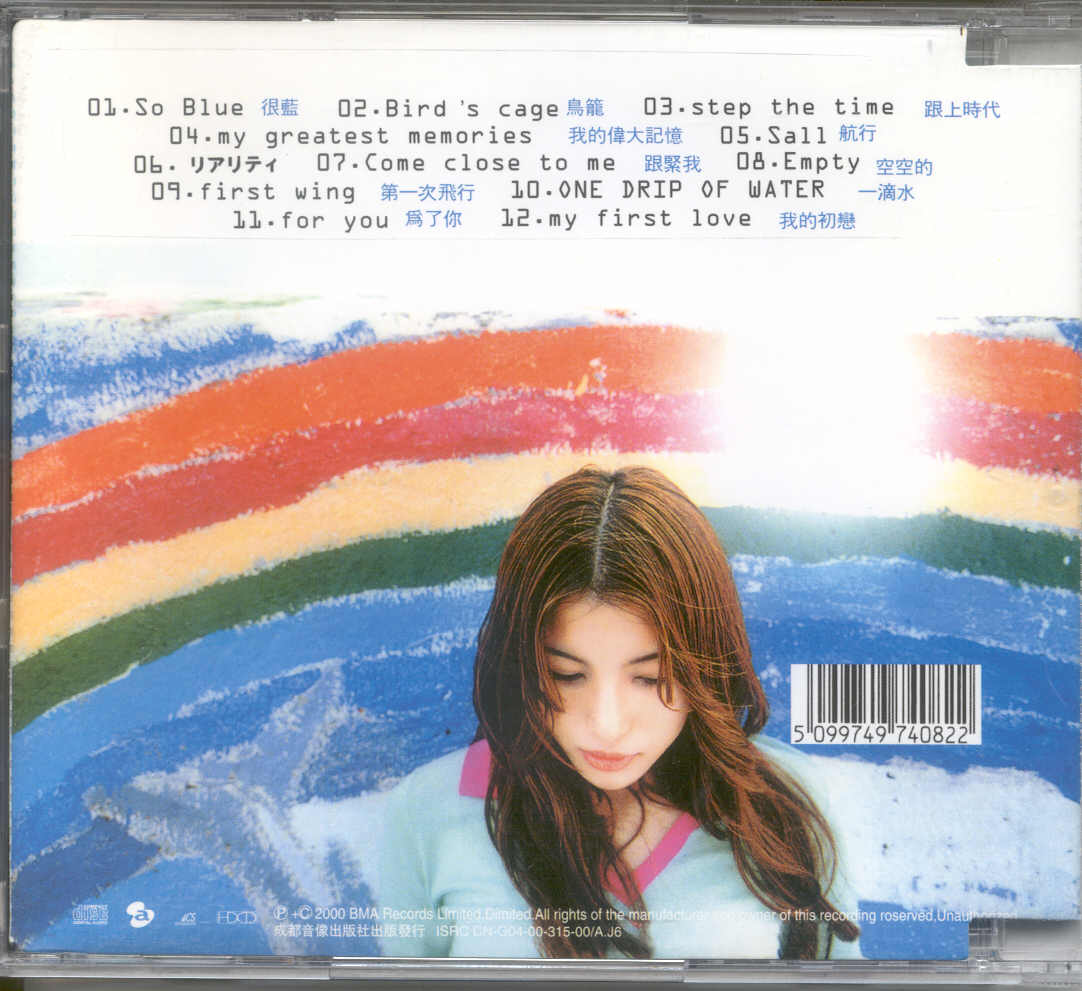 01.So Blue 很藍 02.Bird's cage 鳥籠 03.step the time 跟上時代
04.my greatest memories 我的偉大記憶 05.Sall 航行
06. リアリティ 07.Come close to me 跟緊我 08.Empty 空空的
09.first wing 第一次飛行 10.ONE DRIP OF WATER 一滴水
11.for you 爲了你 12.my first love 我的初戀
5 099749 740822
disc a HDCD ℗+© 2000 BMA Records Lmited.Dimited.All rights of the manufacturer and owner of this recording roserved.Unauthorized
成都音像出版社出版發行 ISRC CN-G04-00-315-00/A.J6